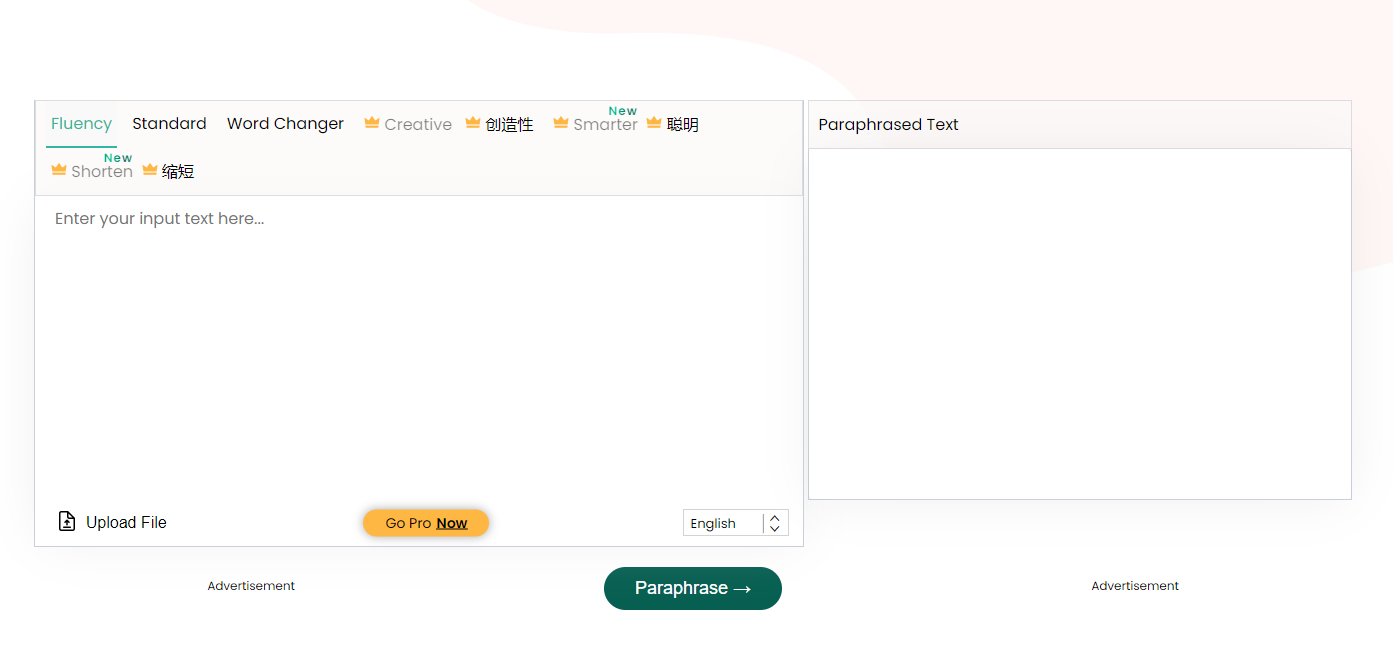 Fluency Standard Word Changer Creative 创造性 Smarter New 聪明
Shorten New 缩短
Enter your input text here...
Upload File Go Pro Now English
Paraphrased Text
Advertisement Paraphrase → Advertisement